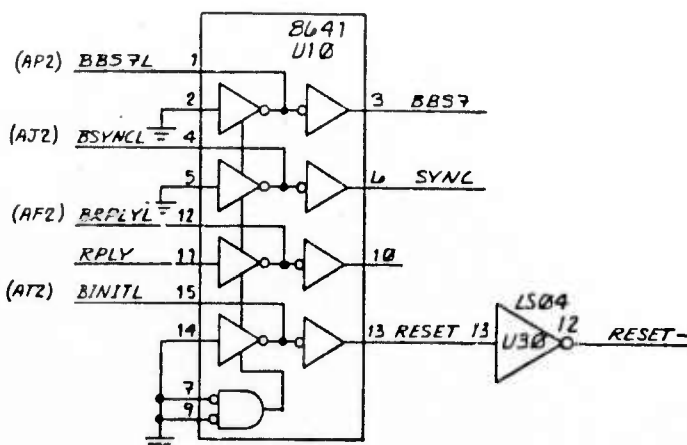 8641
U10
(AP2) BBS7L 1
2
3 BBS7
(AJ2) BSYNCL 4
5
6 SYNC
(AF2) BRPLYL 12
RPLY 11
10
(AT2) BINITL 15
14
13 RESET 13
LS04
U30
12
RESET-
7
9